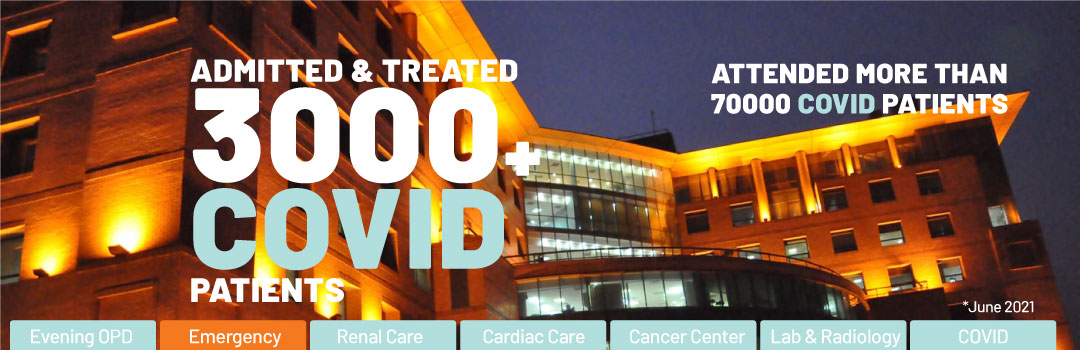 ADMITTED & TREATED
3000+
COVID
PATIENTS
ATTENDED MORE THAN
70000 COVID PATIENTS
*June 2021
Evening OPD
Emergency
Renal Care
Cardiac Care
Cancer Center
Lab & Radiology
COVID